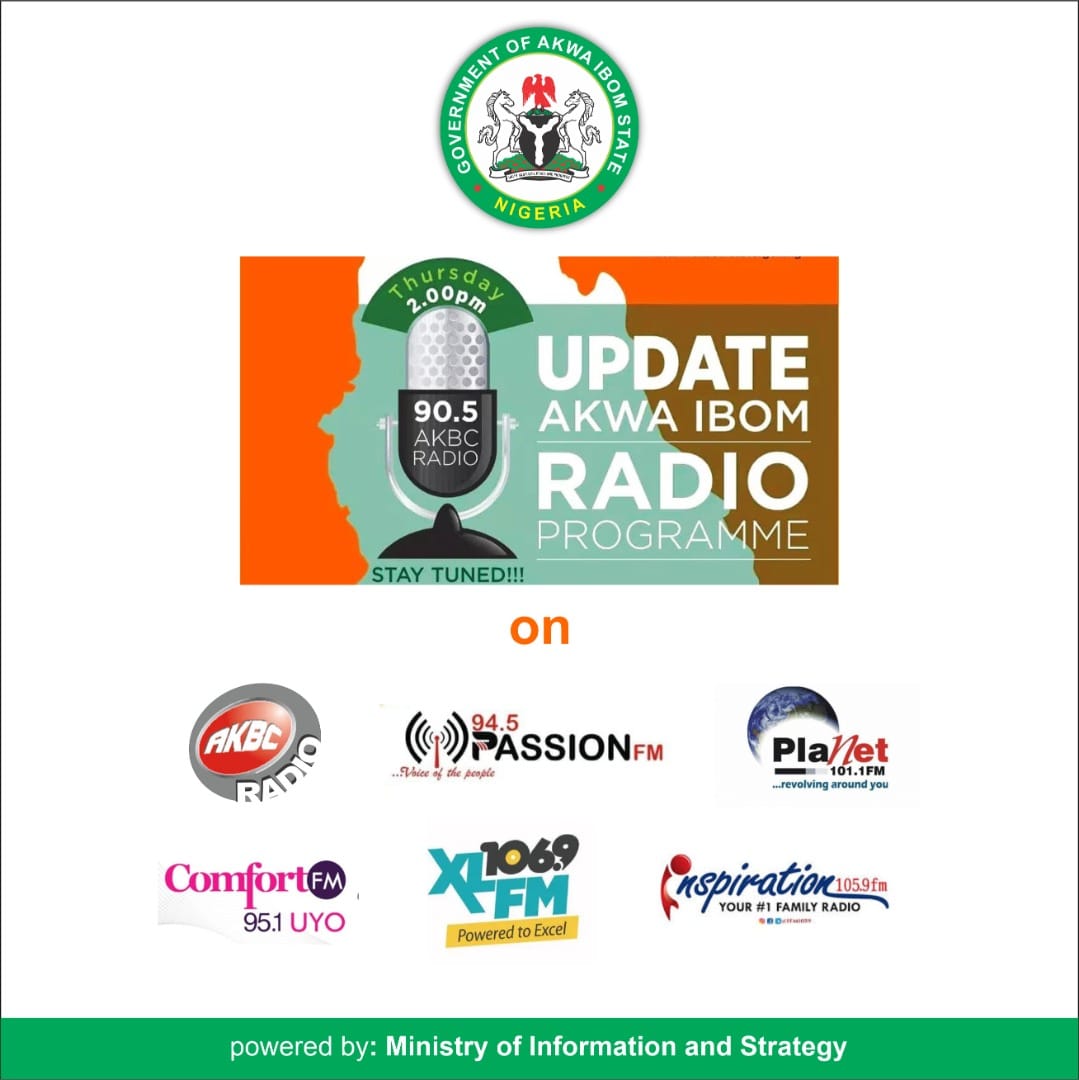 GOVERNMENT OF AKWA IBOM STATE
NIGERIA
Thursday
2.00pm
90.5
AKBC
RADIO
STAY TUNED!!!
UPDATE
AKWA IBOM
RADIO
PROGRAMME
on
AKBC
RADIO
94.5
PASSION FM
...Voice of the people
PlaNet
101.1FM
...revolving around you
Comfort FM
95.1 UYO
XL 106.9
FM
Powered to Excel
inspiration 105.9fm
YOUR #1 FAMILY RADIO
powered by: Ministry of Information and Strategy